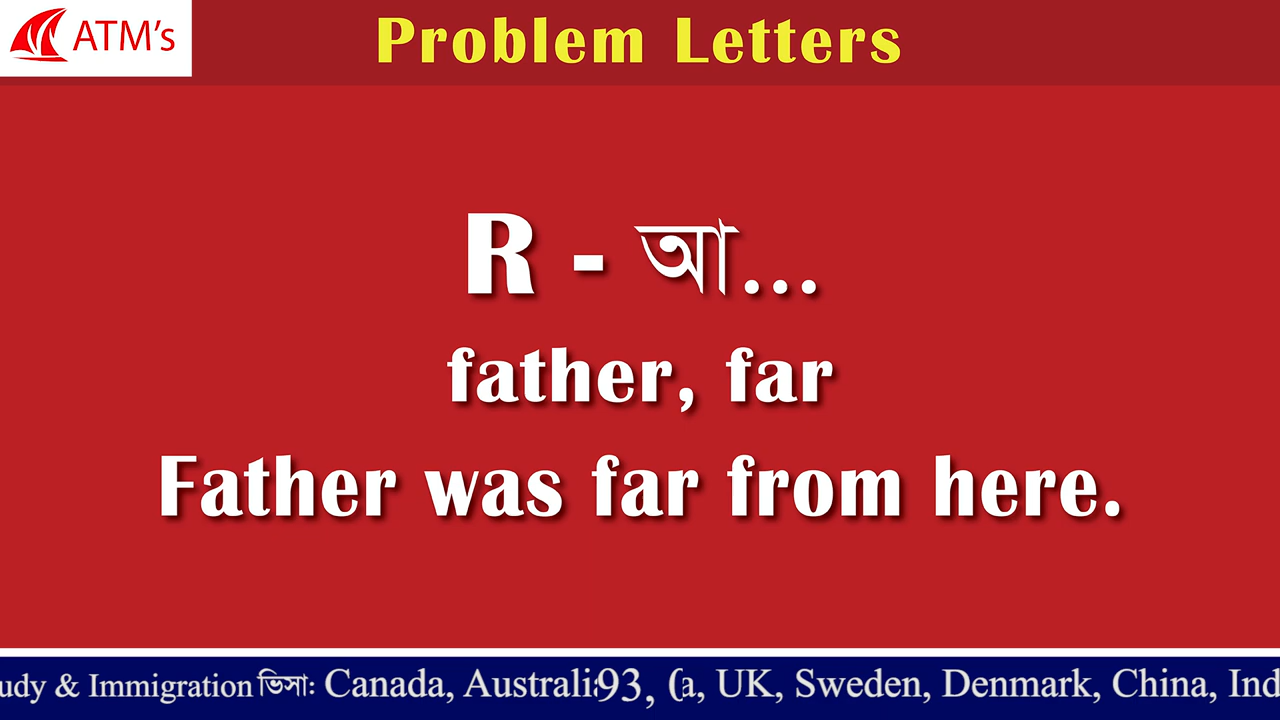 ATM's
Problem Letters
R - আ...
father, far
Father was far from here.
udy & Immigration ভিসাঃ Canada, Australi 93, a, UK, Sweden, Denmark, China, Ind